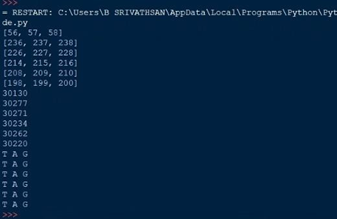 >>>
= RESTART: C:\Users\B SRIVATHSAN\AppData\Local\Programs\Python\Pyt
de.py
[56, 57, 58]
[236, 237, 238]
[226, 227, 228]
[214, 215, 216]
[208, 209, 210]
[198, 199, 200]
30130
30277
30271
30234
30262
30220
T A G
T A G
T A G
T A G
T A G
T A G
>>>